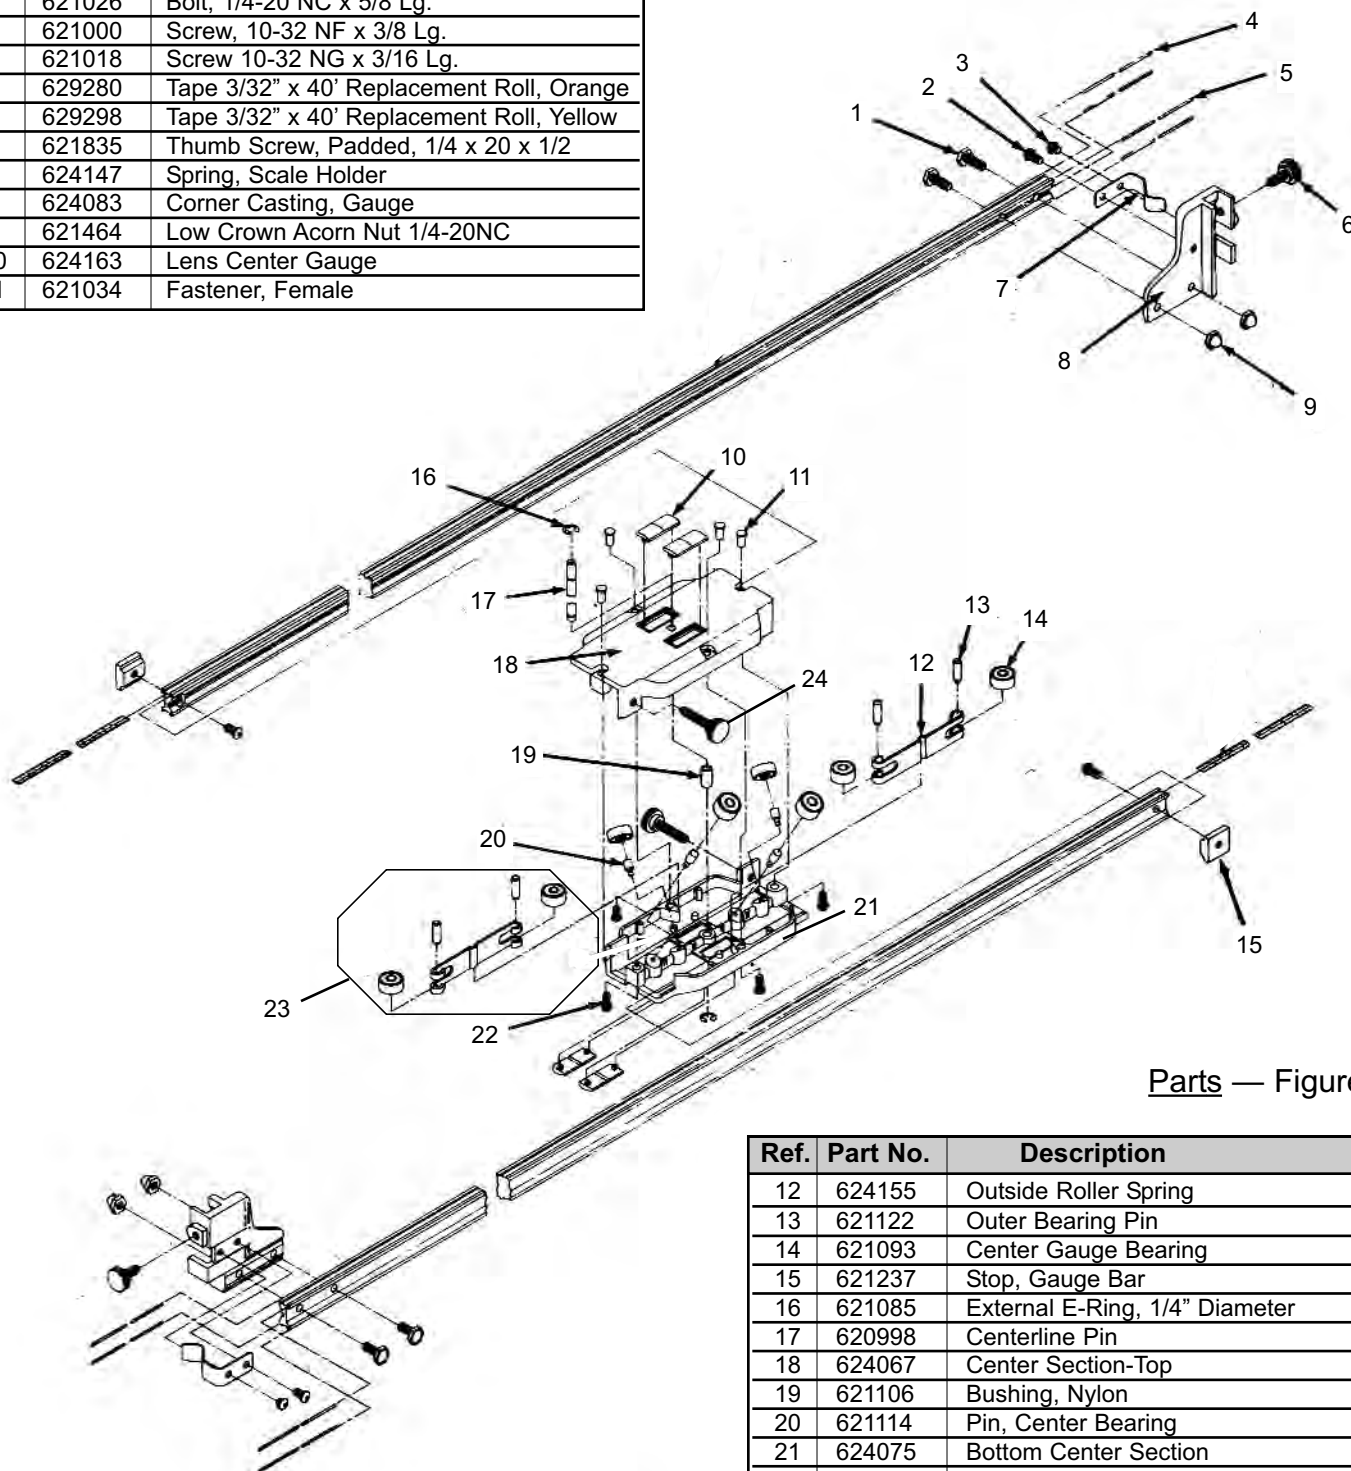 621026 Bolt, 1/4-20 NC x 5/8 Lg.
621000 Screw, 10-32 NF x 3/8 Lg.
621018 Screw 10-32 NG x 3/16 Lg.
629280 Tape 3/32” x 40’ Replacement Roll, Orange
629298 Tape 3/32” x 40’ Replacement Roll, Yellow
621835 Thumb Screw, Padded, 1/4 x 20 x 1/2
624147 Spring, Scale Holder
624083 Corner Casting, Gauge
621464 Low Crown Acorn Nut 1/4-20NC
0 624163 Lens Center Gauge
621034 Fastener, Female
4
3
5
2
1
6
7
8
9
10
16
11
17
13
14
18
12
24
19
20
21
15
23
22
Parts — Figure
Ref. Part No. Description
12 624155 Outside Roller Spring
13 621122 Outer Bearing Pin
14 621093 Center Gauge Bearing
15 621237 Stop, Gauge Bar
16 621085 External E-Ring, 1/4” Diameter
17 620998 Centerline Pin
18 624067 Center Section-Top
19 621106 Bushing, Nylon
20 621114 Pin, Center Bearing
21 624075 Bottom Center Section